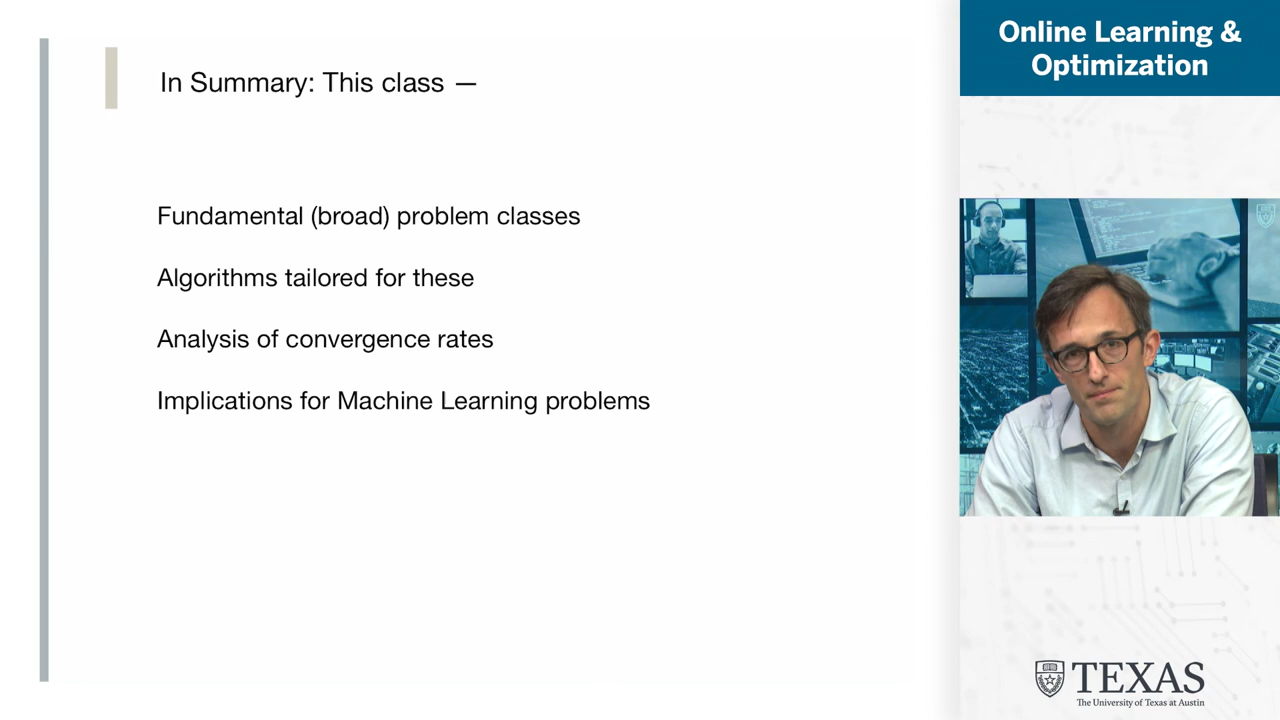 In Summary: This class —
Fundamental (broad) problem classes
Algorithms tailored for these
Analysis of convergence rates
Implications for Machine Learning problems
Online Learning &
Optimization
TEXAS
The University of Texas at Austin